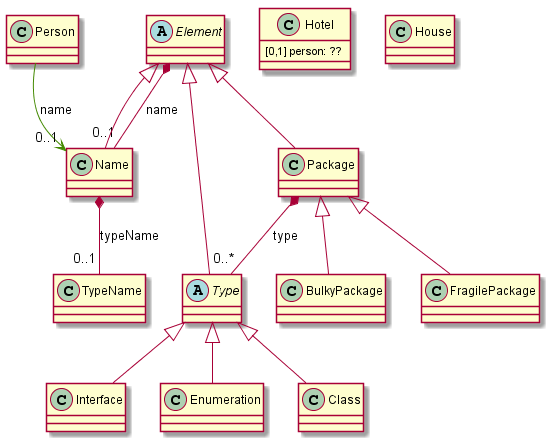 C Person
A Element
C Hotel
[0,1] person: ??
C House
name
0..1
0..1
name
C Name
C Package
typeName
0..1
0..*
type
C TypeName
A Type
C BulkyPackage
C FragilePackage
C Interface
C Enumeration
C Class